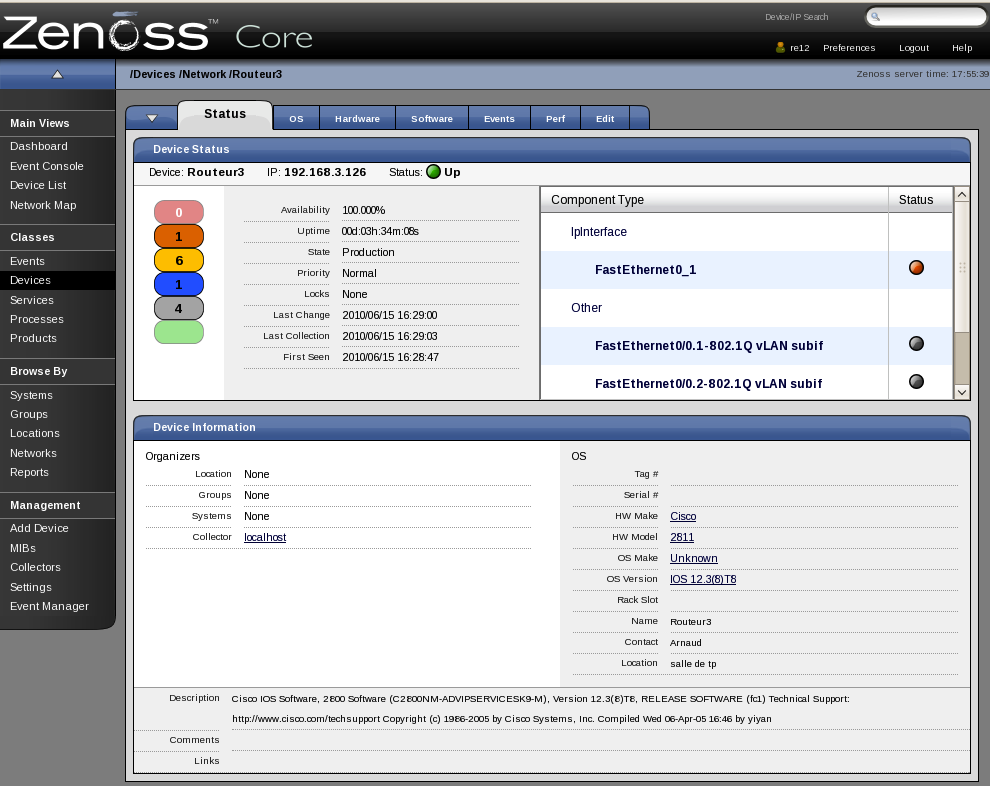 Zenoss™ Core
Device/IP Search
re12 Preferences Logout Help
/Devices /Network /Routeur3
Zenoss server time: 17:55:39
Main Views
Dashboard
Event Console
Device List
Network Map
Classes
Events
Devices
Services
Processes
Products
Browse By
Systems
Groups
Locations
Networks
Reports
Management
Add Device
MIBs
Collectors
Settings
Event Manager
Status OS Hardware Software Events Perf Edit
Device Status
Device: Routeur3 IP: 192.168.3.126 Status: Up
0
1
6
1
4
Availability 100.000%
Uptime 00d:03h:34m:08s
State Production
Priority Normal
Locks None
Last Change 2010/06/15 16:29:00
Last Collection 2010/06/15 16:29:03
First Seen 2010/06/15 16:28:47
Component Type Status
IpInterface
FastEthernet0_1
Other
FastEthernet0/0.1-802.1Q vLAN subif
FastEthernet0/0.2-802.1Q vLAN subif
Device Information
Organizers
Location None
Groups None
Systems None
Collector localhost
OS
Tag #
Serial #
HW Make Cisco
HW Model 2811
OS Make Unknown
OS Version IOS 12.3(8)T8
Rack Slot
Name Routeur3
Contact Arnaud
Location salle de tp
Description Cisco IOS Software, 2800 Software (C2800NM-ADVIPSERVICESK9-M), Version 12.3(8)T8, RELEASE SOFTWARE (fc1) Technical Support:
http://www.cisco.com/techsupport Copyright (c) 1986-2005 by Cisco Systems, Inc. Compiled Wed 06-Apr-05 16:46 by yiyan
Comments
Links